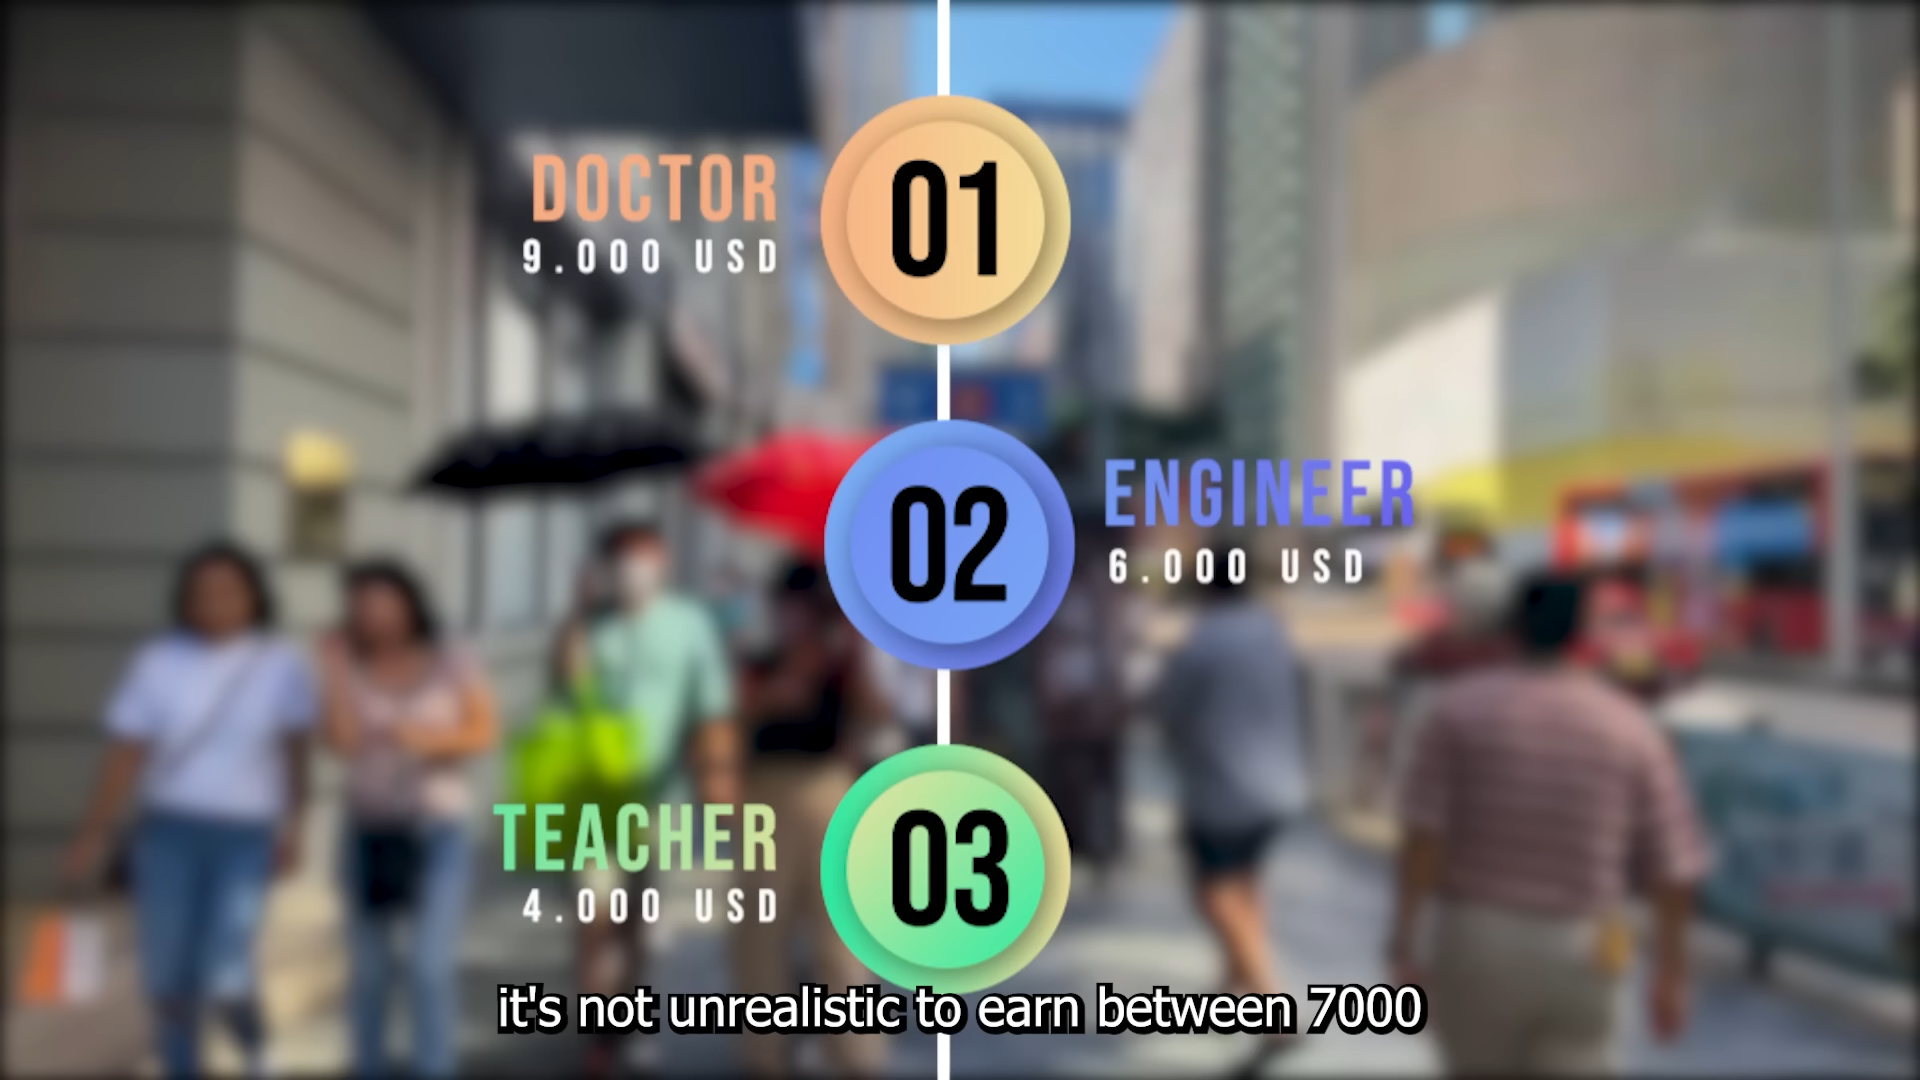 01
DOCTOR
9.000 USD
02
ENGINEER
6.000 USD
03
TEACHER
4.000 USD
it's not unrealistic to earn between 7000